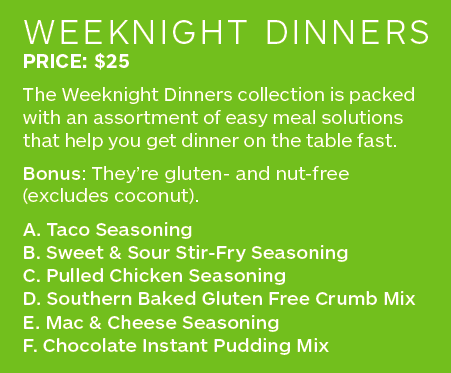 WEEKNIGHT DINNERS
PRICE: $25
The Weeknight Dinners collection is packed
with an assortment of easy meal solutions
that help you get dinner on the table fast.
Bonus: They’re gluten- and nut-free
(excludes coconut).
A. Taco Seasoning
B. Sweet & Sour Stir-Fry Seasoning
C. Pulled Chicken Seasoning
D. Southern Baked Gluten Free Crumb Mix
E. Mac & Cheese Seasoning
F. Chocolate Instant Pudding Mix